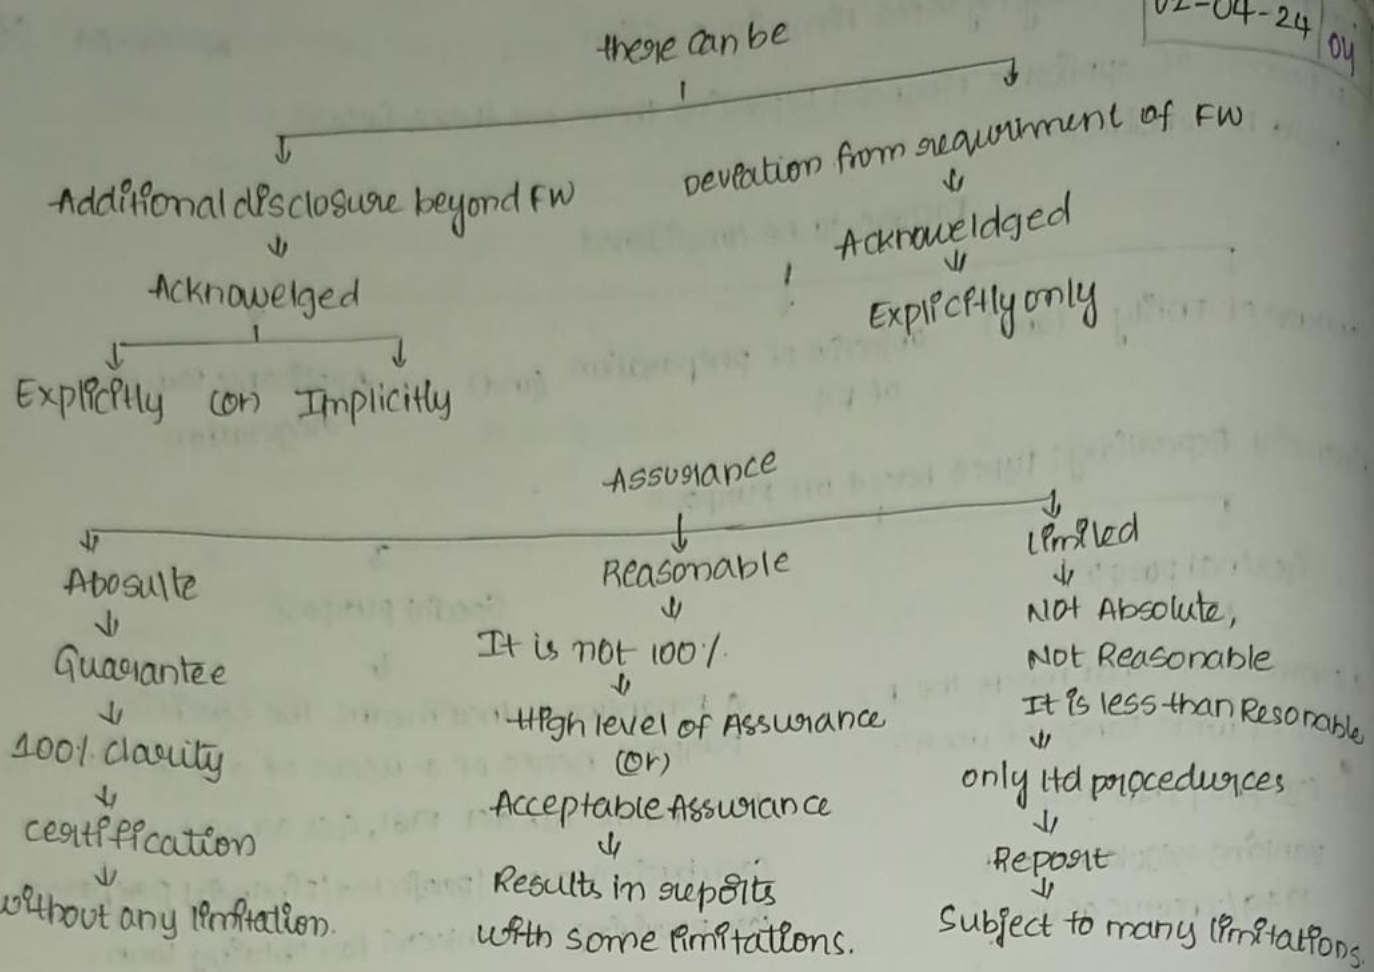 02-04-24
04
there can be
Additional disclosure beyond FW
Deviation from requirnment of FW.
Acknowelged
Acknoweldged
Explicitly only
Explicitly (or) Implicitly
Assurance
Abosulte
Reasonable
limited
Guarantee
It is not 100%.
Not Absolute,
Not Reasonable
It is less than Resonable
100% clarity
High level of Assurance
(or)
Acceptable Assurance
only ltd procedurces
certification
Results in reports
with some limitations.
Report
without any limitation.
Subject to many limitations.